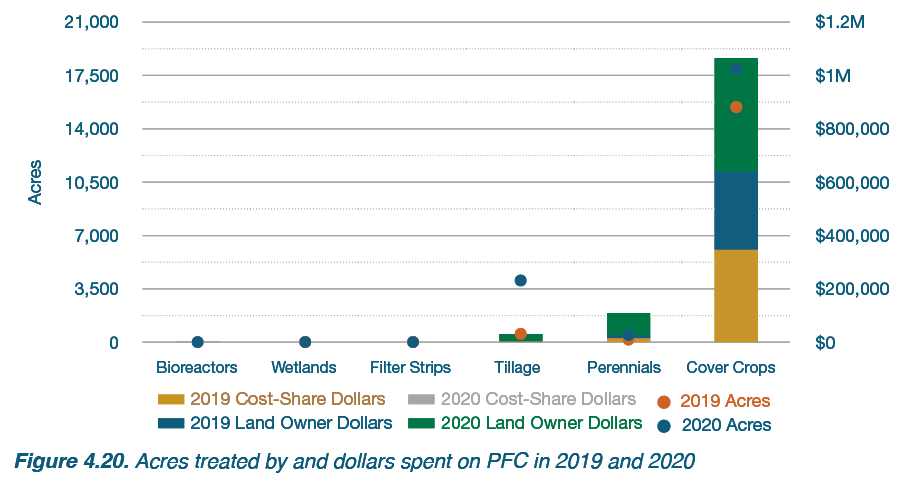 21,000
17,500
14,000
10,500
7,000
3,500
0
Acres
$1.2M
$1M
$800,000
$600,000
$400,000
$200,000
$0
Bioreactors
Wetlands
Filter Strips
Tillage
Perennials
Cover Crops
2019 Cost-Share Dollars
2020 Cost-Share Dollars
2019 Acres
2019 Land Owner Dollars
2020 Land Owner Dollars
2020 Acres
Figure 4.20. Acres treated by and dollars spent on PFC in 2019 and 2020